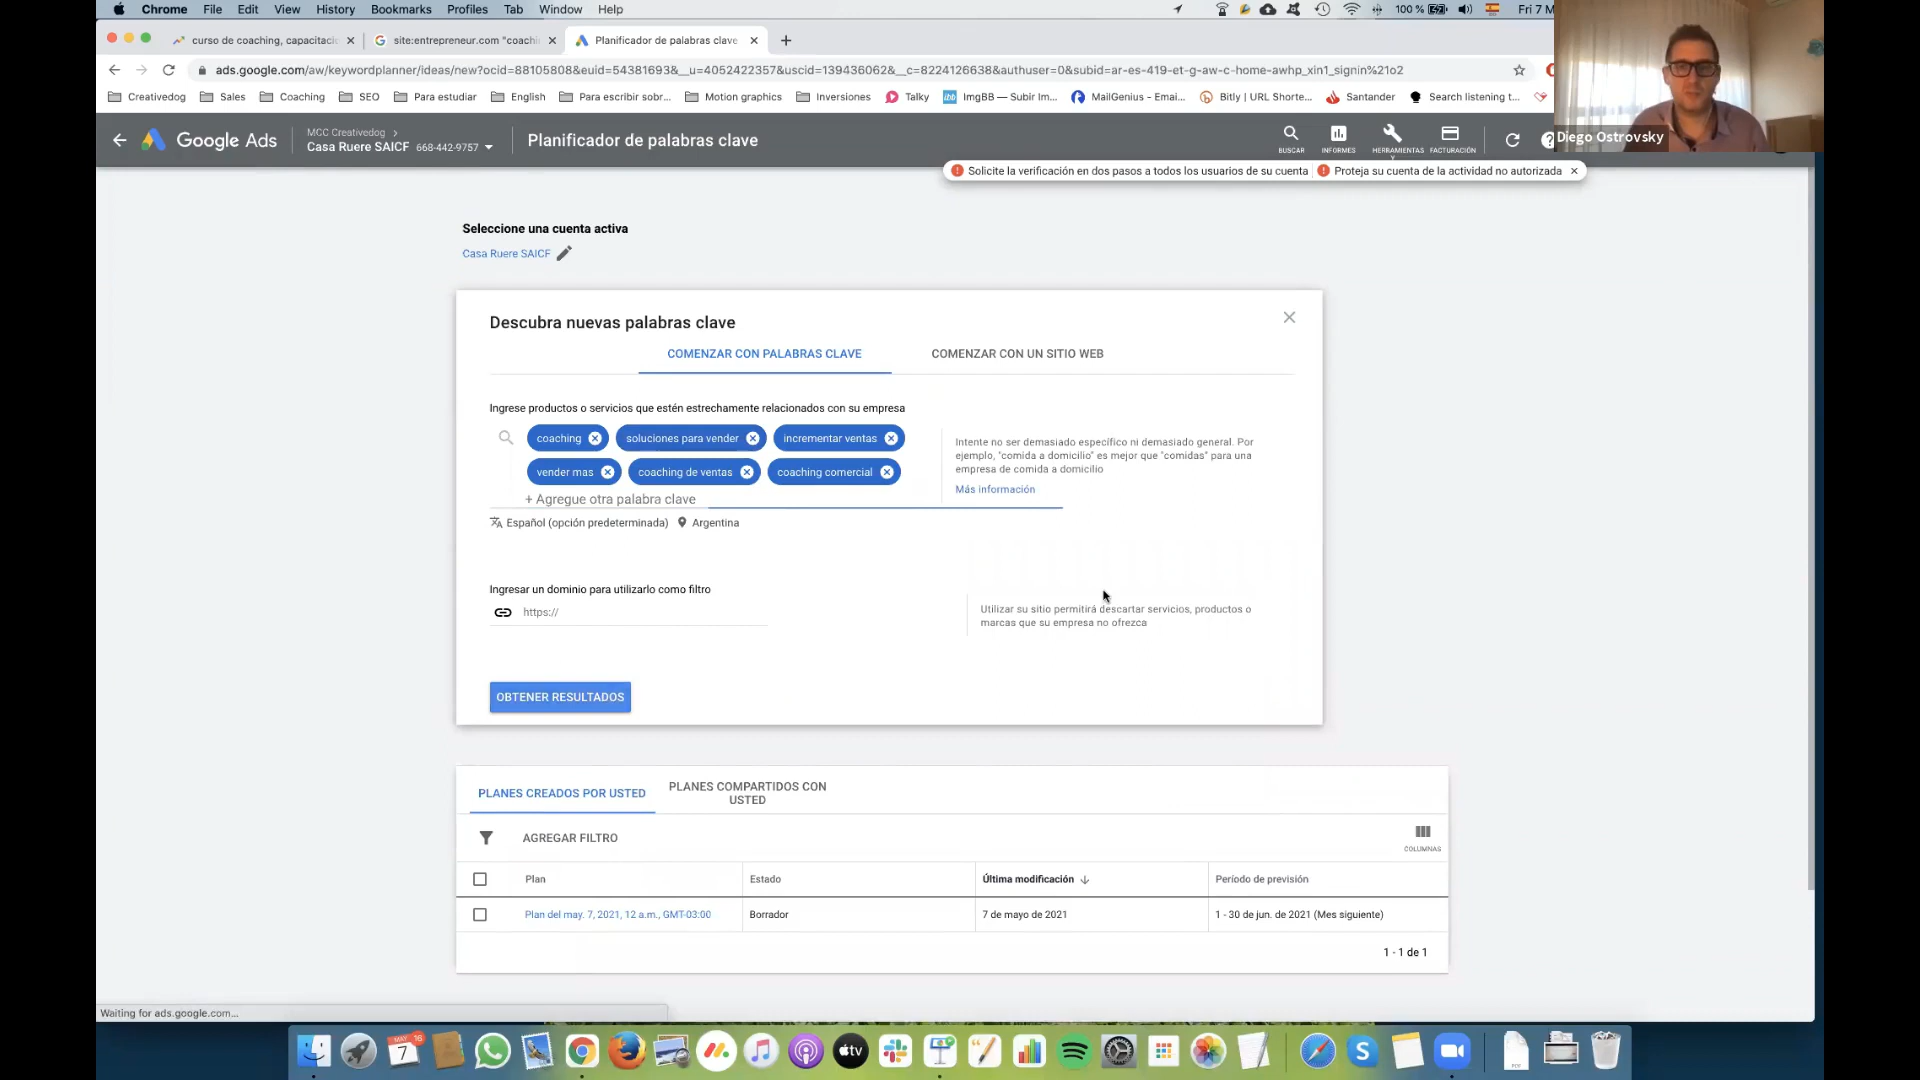 Chrome File Edit View History Bookmarks Profiles Tab Window Help 100 % Fri 7 M
curso de coaching, capacitaci site:entrepreneur.com "coachi Planificador de palabras clave
ads.google.com/aw/keywordplanner/ideas/new?ocid=88105808&euid=54381693&__u=4052422357&uscid=139436062&__c=8224126638&authuser=0&subid=ar-es-419-et-g-aw-c-home-awhp_xin1_signin%21o2
Creativedog Sales Coaching SEO Para estudiar English Para escribir sobr... Motion graphics Inversiones Talky ImgBB — Subir Im... MailGenius - Emai... Bitly | URL Shorte... Santander Search listening t...
Google Ads
MCC Creativedog
Casa Ruere SAICF 668-442-9757
Planificador de palabras clave
BUSCAR INFORMES HERRAMIENTAS Y FACTURACIÓN
Diego Ostrovsky
Solicite la verificación en dos pasos a todos los usuarios de su cuenta Proteja su cuenta de la actividad no autorizada
Seleccione una cuenta activa
Casa Ruere SAICF
Descubra nuevas palabras clave
COMENZAR CON PALABRAS CLAVE COMENZAR CON UN SITIO WEB
Ingrese productos o servicios que estén estrechamente relacionados con su empresa
coaching soluciones para vender incrementar ventas
vender mas coaching de ventas coaching comercial
+ Agregue otra palabra clave
Intente no ser demasiado específico ni demasiado general. Por
ejemplo, "comida a domicilio" es mejor que "comidas" para una
empresa de comida a domicilio
Más información
Español (opción predeterminada) Argentina
Ingresar un dominio para utilizarlo como filtro
https://
Utilizar su sitio permitirá descartar servicios, productos o
marcas que su empresa no ofrezca
OBTENER RESULTADOS
PLANES CREADOS POR USTED
PLANES COMPARTIDOS CON
USTED
AGREGAR FILTRO
COLUMNAS
Plan Estado Última modificación Período de previsión
Plan del may. 7, 2021, 12 a.m., GMT-03:00 Borrador 7 de mayo de 2021 1 - 30 de jun. de 2021 (Mes siguiente)
1 - 1 de 1
Waiting for ads.google.com...
MAY
7
16
tv
S